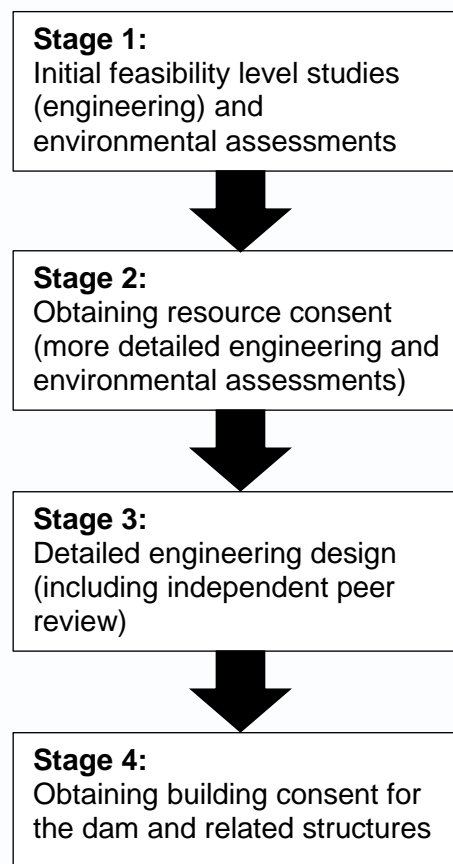 Stage 1:
Initial feasibility level studies
(engineering) and
environmental assessments
Stage 2:
Obtaining resource consent
(more detailed engineering and
environmental assessments)
Stage 3:
Detailed engineering design
(including independent peer
review)
Stage 4:
Obtaining building consent for
the dam and related structures